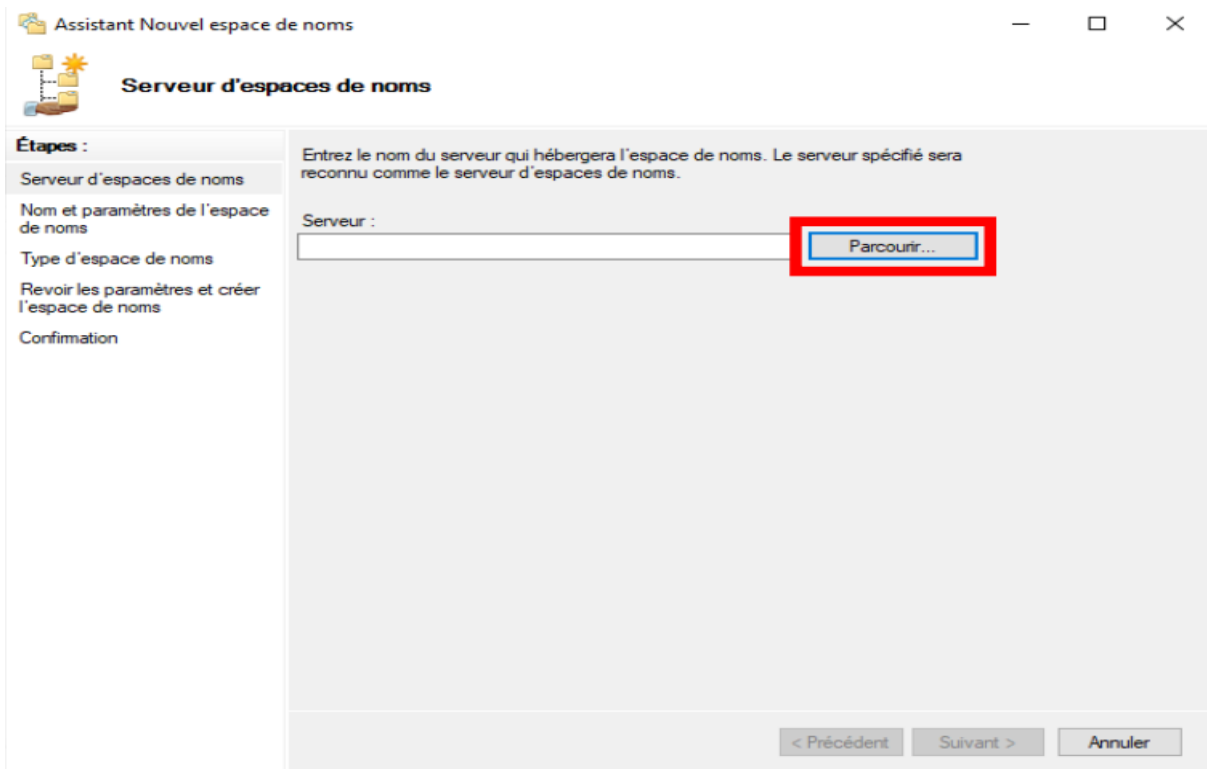 Assistant Nouvel espace de noms
Serveur d'espaces de noms
Étapes :
Serveur d'espaces de noms
Nom et paramètres de l'espace
de noms
Type d'espace de noms
Revoir les paramètres et créer
l'espace de noms
Confirmation
Entrez le nom du serveur qui hébergera l'espace de noms. Le serveur spécifié sera
reconnu comme le serveur d'espaces de noms.
Serveur :
Parcourir...
< Précédent
Suivant >
Annuler